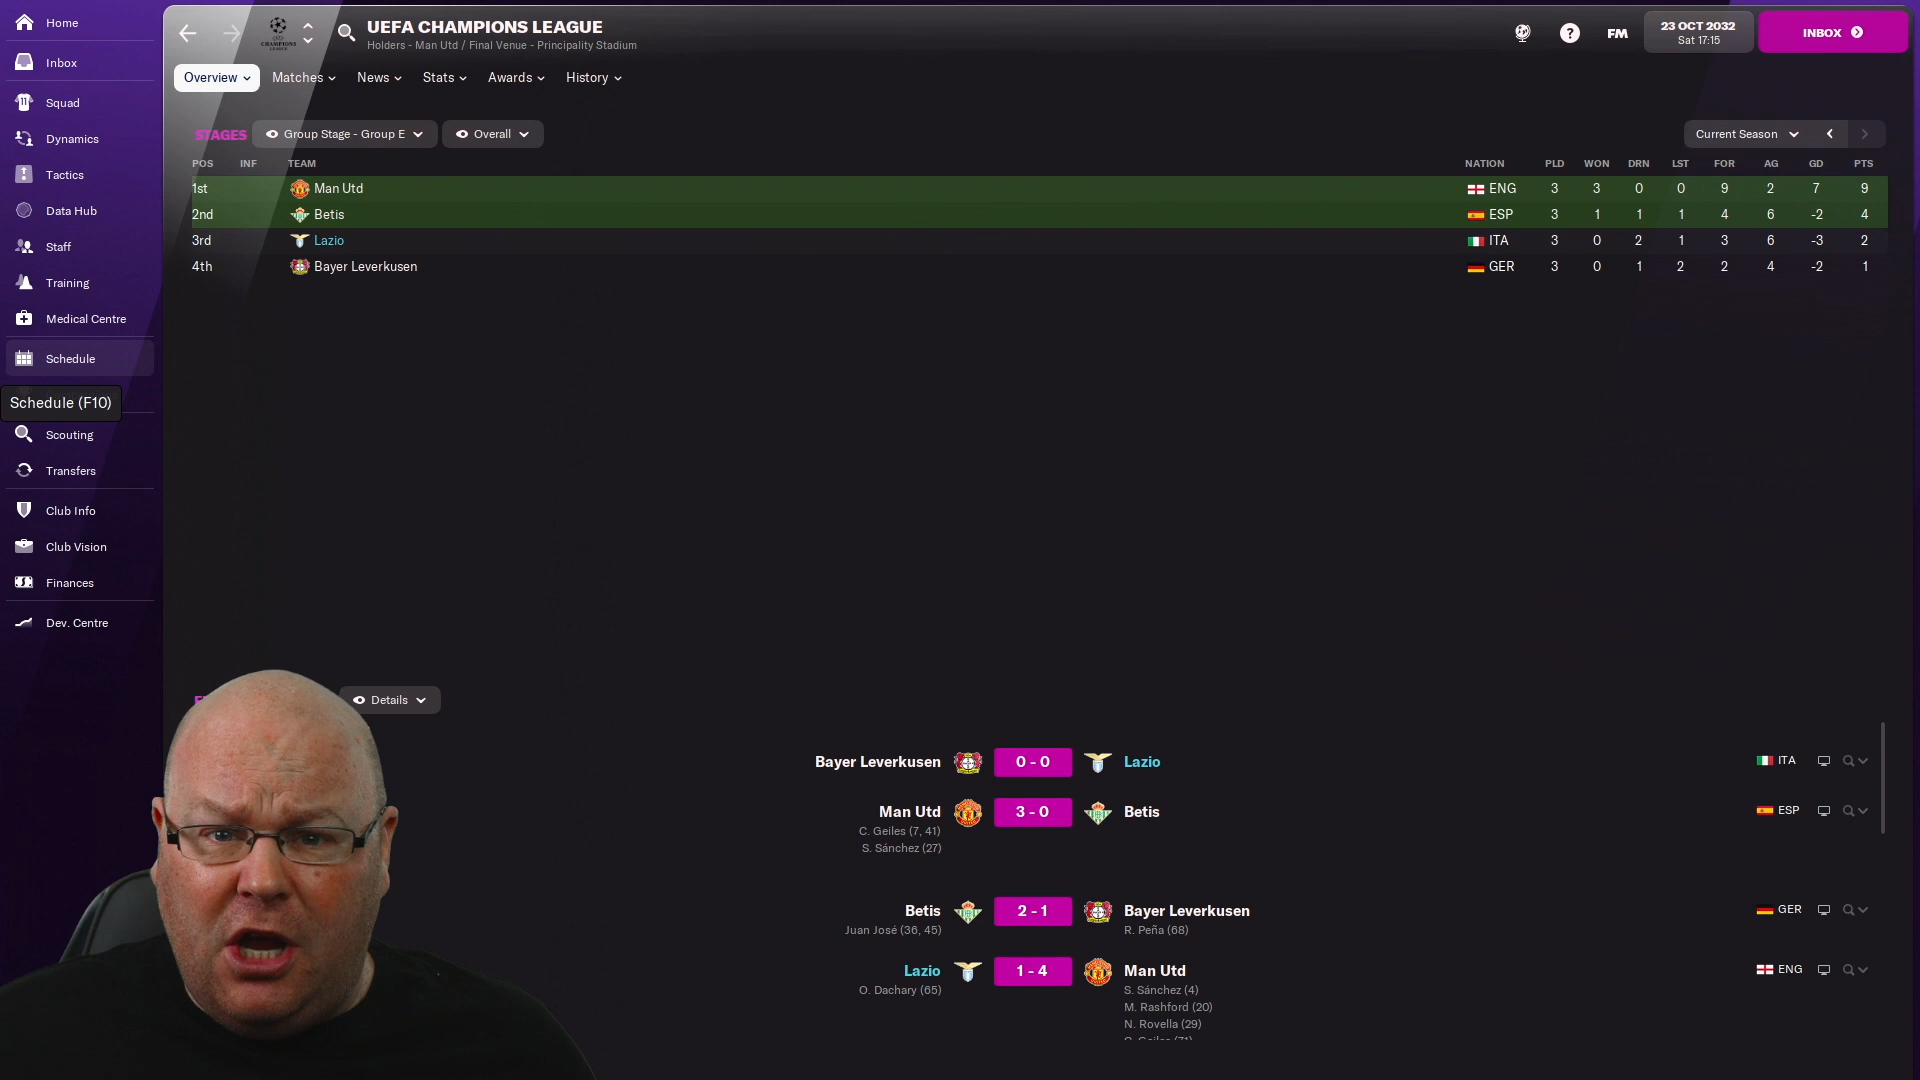 Home
Inbox
Squad
Dynamics
Tactics
Data Hub
Staff
Training
Medical Centre
Schedule
Schedule (F10)
Scouting
Transfers
Club Info
Club Vision
Finances
Dev. Centre
CHAMPIONS LEAGUE
UEFA CHAMPIONS LEAGUE
Holders - Man Utd / Final Venue - Principality Stadium
? FM
23 OCT 2032
Sat 17:15
INBOX
Overview Matches News Stats Awards History
STAGES Group Stage - Group E Overall Current Season
POS INF TEAM NATION PLD WON DRN LST FOR AG GD PTS
1st Man Utd ENG 3 3 0 0 9 2 7 9
2nd Betis ESP 3 1 1 1 4 6 -2 4
3rd Lazio ITA 3 0 2 1 3 6 -3 2
4th Bayer Leverkusen GER 3 0 1 2 2 4 -2 1
Details
Bayer Leverkusen 0 - 0 Lazio ITA
Man Utd 3 - 0 Betis ESP
C. Geiles (7, 41)
S. Sánchez (27)
Betis 2 - 1 Bayer Leverkusen GER
Juan José (36, 45) R. Peña (68)
Lazio 1 - 4 Man Utd ENG
O. Dachary (65) S. Sánchez (4)
M. Rashford (20)
N. Rovella (29)